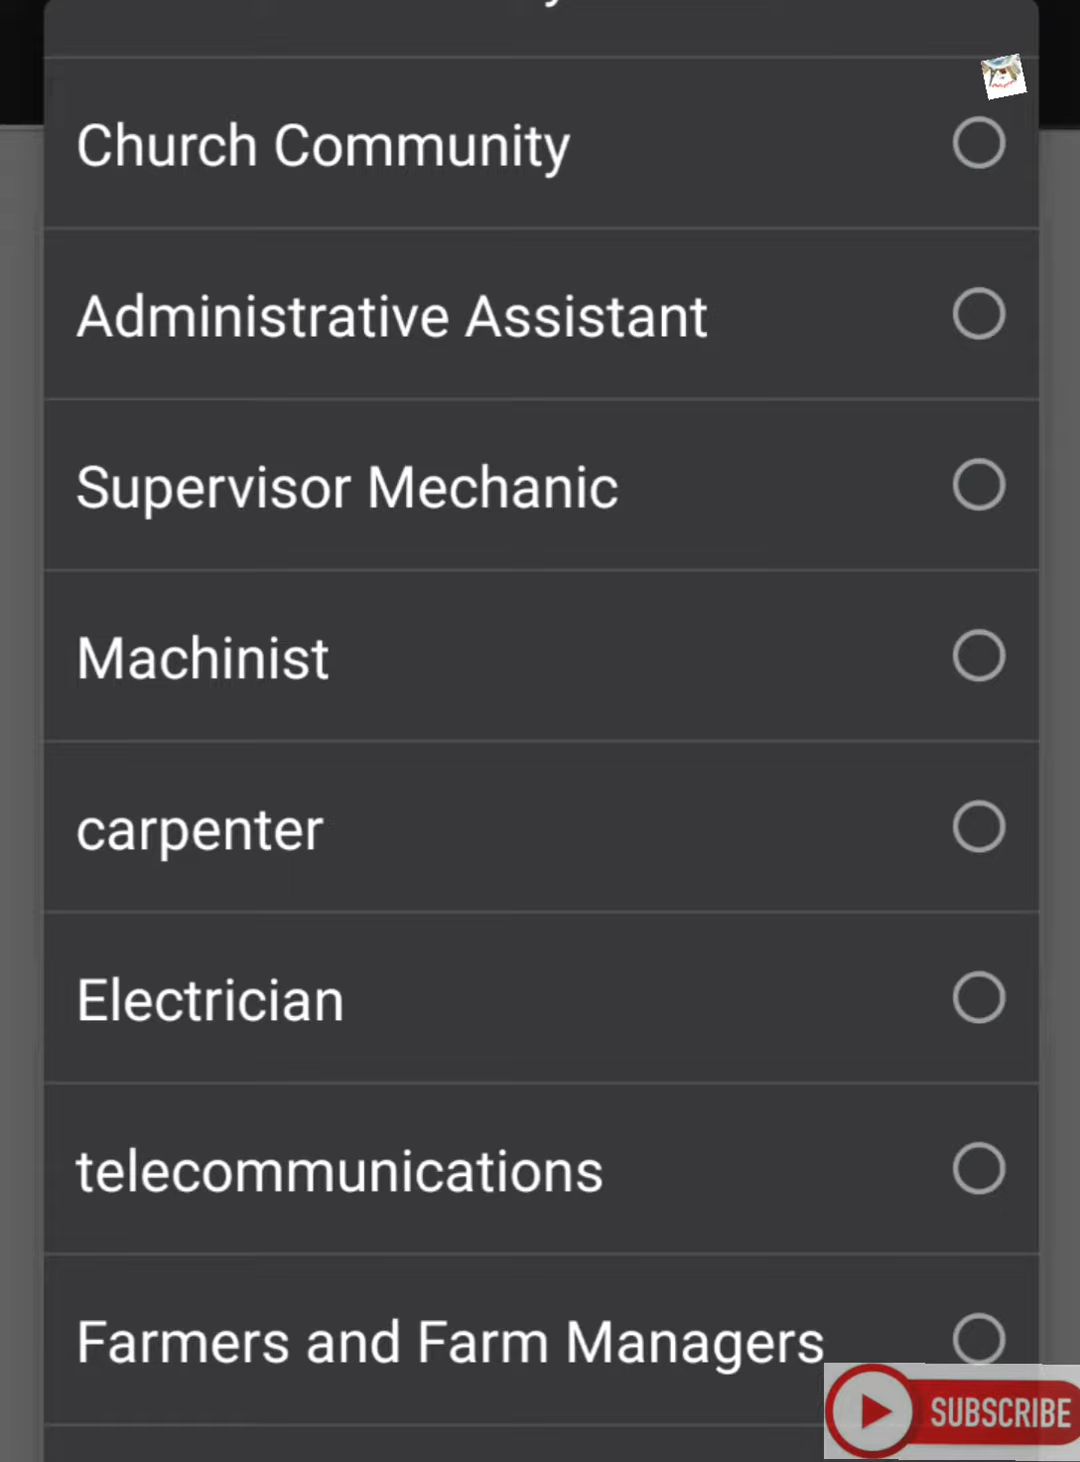 Church Community
Administrative Assistant
Supervisor Mechanic
Machinist
carpenter
Electrician
telecommunications
Farmers and Farm Managers
SUBSCRIBE